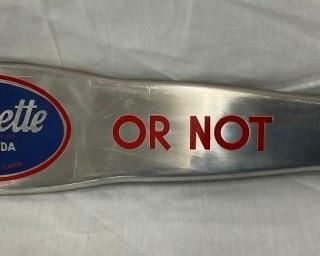 ette
DA
OR NOT